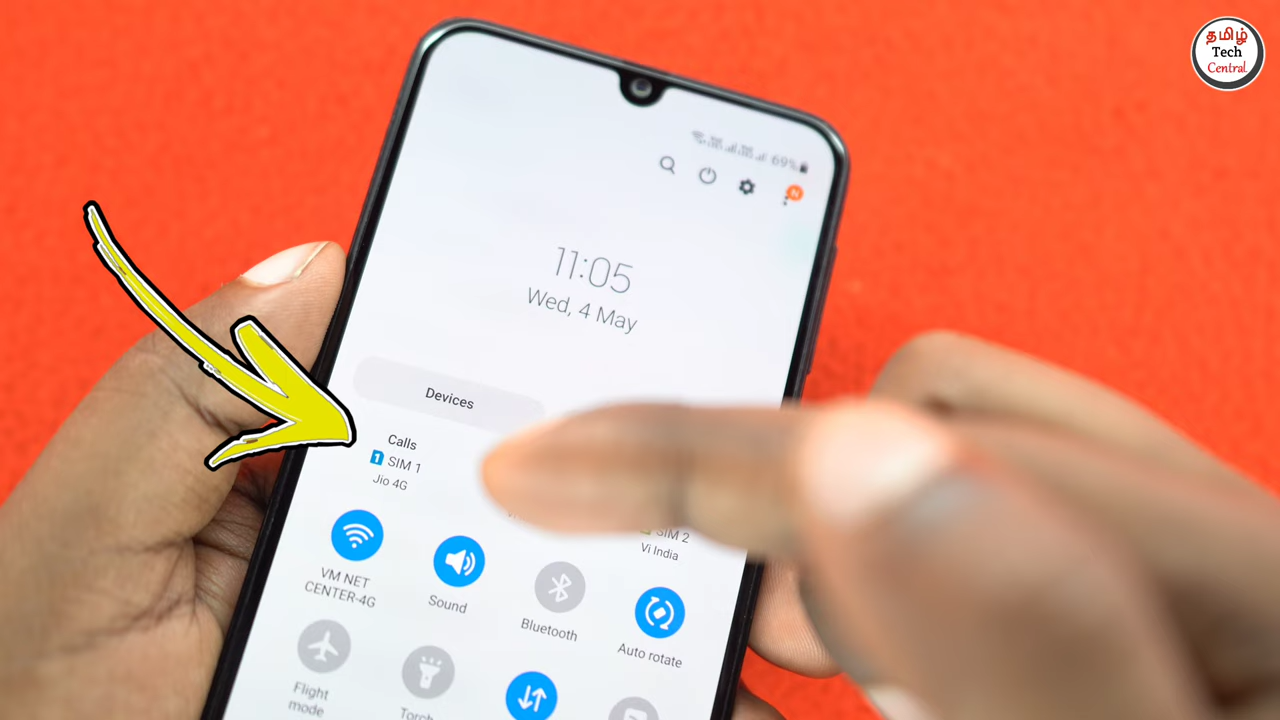 தமிழ்
Tech
Central
69%
N
11:05
Wed, 4 May
Devices
Calls
1 SIM 1
Jio 4G
SIM 2
Vi India
VM NET
CENTER-4G
Sound
Bluetooth
Auto rotate
Flight
mode